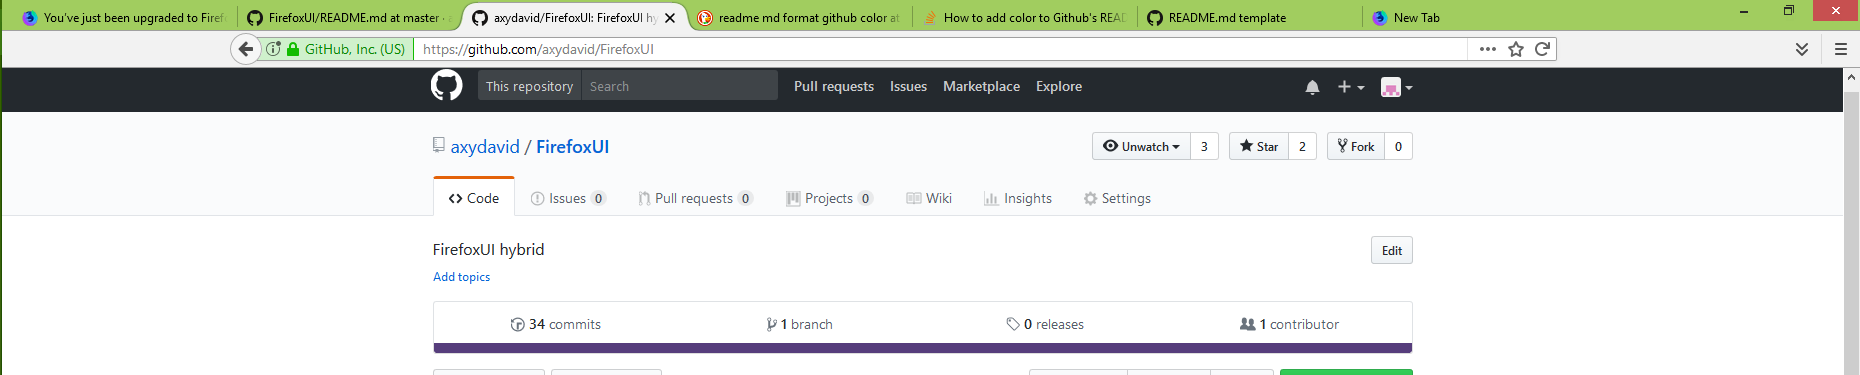 You've just been upgraded to Firef
FirefoxUI/README.md at master ·
axydavid/FirefoxUI: FirefoxUI hy
readme md format github color at
How to add color to Github's REA
README.md template
New Tab
GitHub, Inc. (US)
https://github.com/axydavid/FirefoxUI
This repository
Search
Pull requests
Issues
Marketplace
Explore
axydavid / FirefoxUI
Unwatch 3
Star 2
Fork 0
Code
Issues 0
Pull requests 0
Projects 0
Wiki
Insights
Settings
FirefoxUI hybrid
Edit
Add topics
34 commits
1 branch
0 releases
1 contributor